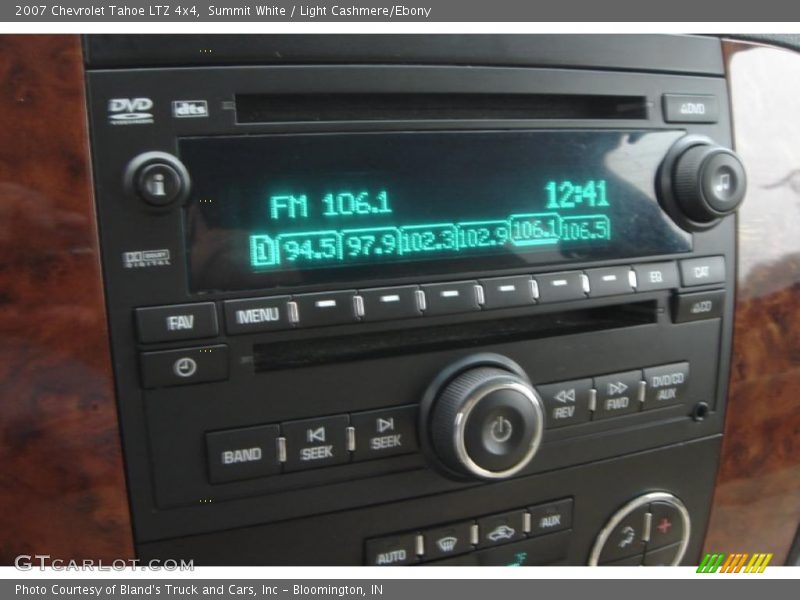 2007 Chevrolet Tahoe LTZ 4x4, Summit White / Light Cashmere/Ebony
DVD dts
▲DVD
i
FM 106.1 12:41
1 94.5 97.9 102.3 102.9 106.1 106.5
DOLBY
DIGITAL
FAV MENU EQ CAT
▲CD
BAND SEEK SEEK REV FWD DVD/CD AUX
AUTO AUX
°F
GTCarlot.com
Photo Courtesy of Bland's Truck and Cars, Inc - Bloomington, IN